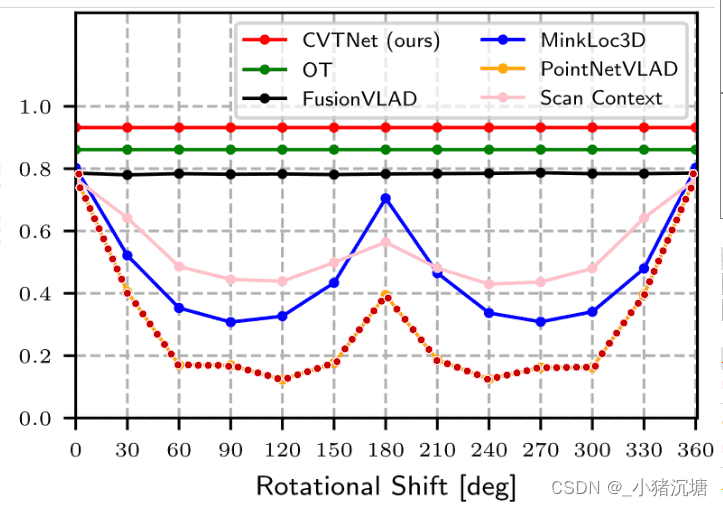 CVTNet (ours)
OT
FusionVLAD
MinkLoc3D
PointNetVLAD
Scan Context
1.0
0.8
0.6
0.4
0.2
0.0
0 30 60 90 120 150 180 210 240 270 300 330 360
Rotational Shift [deg]
CSDN @_小猪沉塘